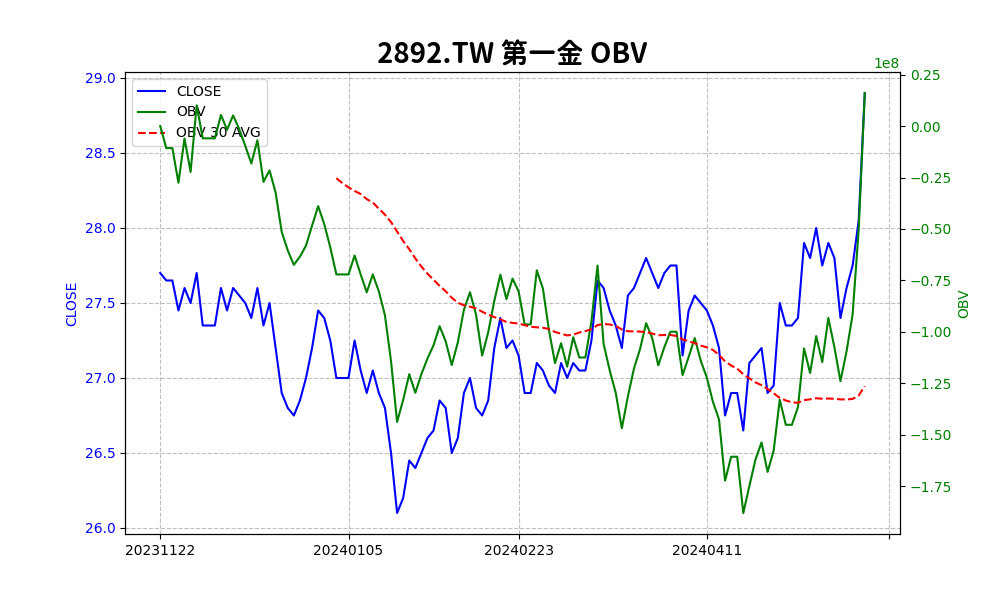 2892.TW 第一金 OBV
1e8
CLOSE
OBV
OBV 30 AVG
29.0
28.5
28.0
27.5
27.0
26.5
26.0
CLOSE
0.25
0.00
−0.25
−0.50
−0.75
−1.00
−1.25
−1.50
−1.75
OBV
20231122
20240105
20240223
20240411